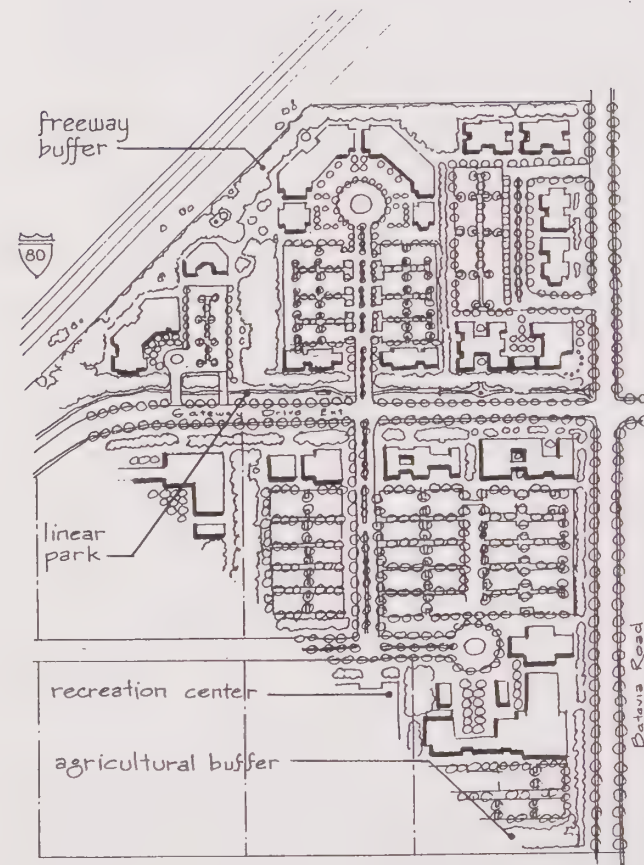 freeway
buffer
80
Gateway Drive Ext
linear
park
recreation center
agricultural buffer
Batavia Road